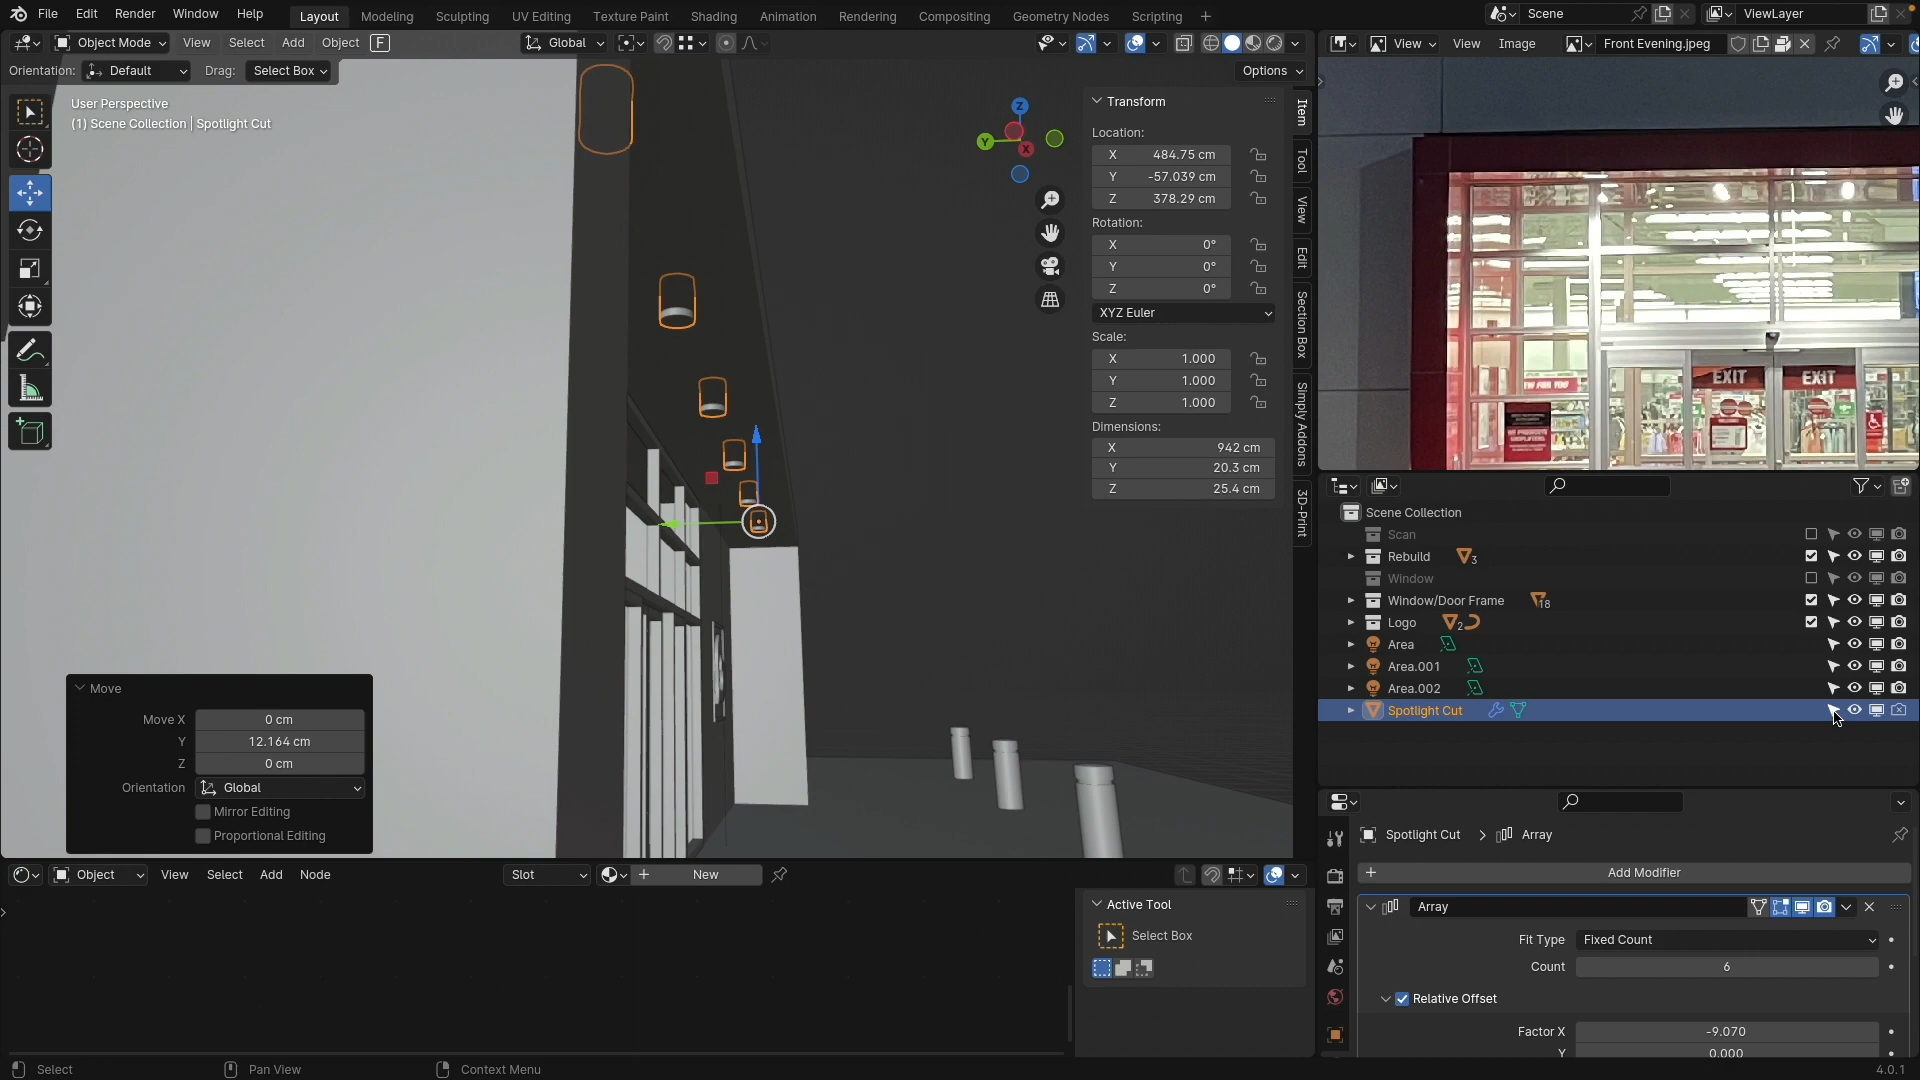 File Edit Render Window Help Layout Modeling Sculpting UV Editing Texture Paint Shading Animation Rendering Compositing Geometry Nodes Scripting + Scene ViewLayer
Object Mode View Select Add Object F Global View View Image Front Evening.jpeg
Orientation: Default Drag: Select Box Options
User Perspective
(1) Scene Collection | Spotlight Cut
Z
Y
X
Transform
Location:
X 484.75 cm
Y -57.039 cm
Z 378.29 cm
Rotation:
X 0°
Y 0°
Z 0°
XYZ Euler
Scale:
X 1.000
Y 1.000
Z 1.000
Dimensions:
X 942 cm
Y 20.3 cm
Z 25.4 cm
Item
Tool
View
Edit
Section Box
Simply Addons
3D-Print
EXIT EXIT
Scene Collection
Scan
Rebuild 3
Window
Window/Door Frame 18
Logo 2
Area
Area.001
Area.002
Spotlight Cut
Move
Move X 0 cm
Y 12.164 cm
Z 0 cm
Orientation Global
Mirror Editing
Proportional Editing
Object View Select Add Node Slot + New
Active Tool
Select Box
Spotlight Cut > Array
+ Add Modifier
Array
Fit Type Fixed Count
Count 6
Relative Offset
Factor X -9.070
Y 0.000
Select Pan View Context Menu 4.0.1